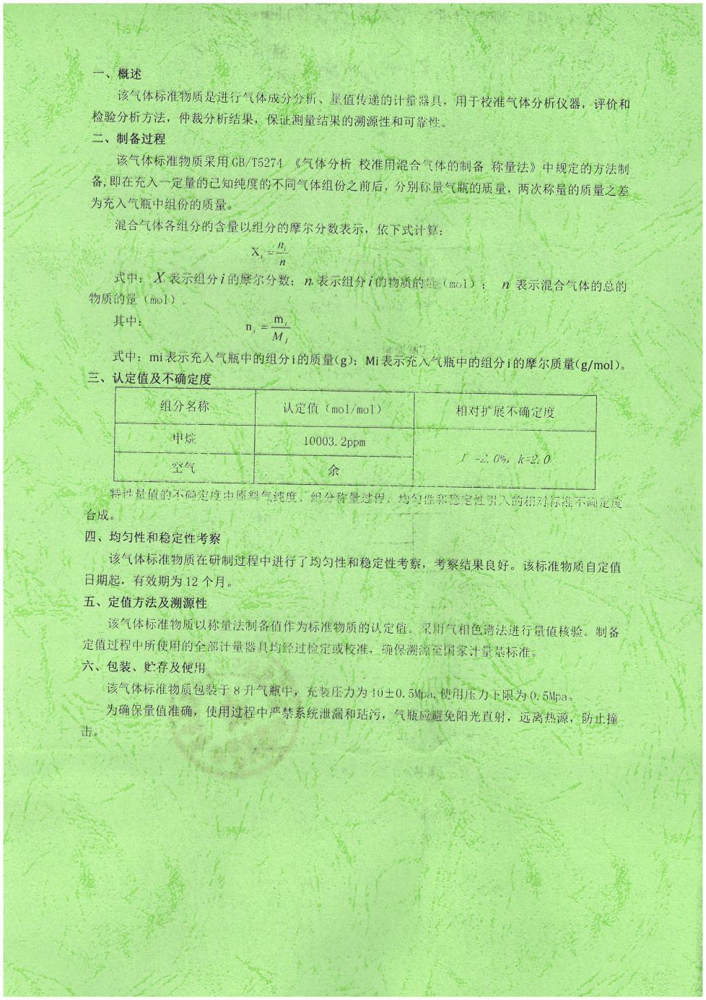 一、概述
该气体标准物质是进行气体成分分析、量值传递的计量器具，用于校准气体分析仪器，评价和
检验分析方法，仲裁分析结果，保证测量结果的溯源性和可靠性。
二、制备过程
该气体标准物质采用 GB/T5274 《气体分析 校准用混合气体的制备 称量法》中规定的方法制
备，即在充入一定量的已知纯度的不同气体组份之前后，分别称量气瓶的质量，两次称量的质量之差
为充入气瓶中组份的质量。
混合气体各组分的含量以组分的摩尔分数表示，依下式计算：
Xᵢ = nᵢ/n
式中： X 表示组分 i 的摩尔分数；n 表示组分 i 的物质的量（mol）； n 表示混合气体的总的
物质的量（mol）。
其中： nᵢ = mᵢ/Mᵢ
式中：mi 表示充入气瓶中的组分 i 的质量(g)；Mi 表示充入气瓶中的组分 i 的摩尔质量(g/mol)。
三、认定值及不确定度
组分名称 认定值（mol/mol） 相对扩展不确定度
甲烷 10003.2ppm
2.0%，k=2.0
空气 余
特性量值的不确定度由原料气纯度、组分称量过程、均匀性和稳定性引入的相对标准不确定度
合成。
四、均匀性和稳定性考察
该气体标准物质在研制过程中进行了均匀性和稳定性考察，考察结果良好。该标准物质自定值
日期起，有效期为 12 个月。
五、定值方法及溯源性
该气体标准物质以称量法制备值作为标准物质的认定值。采用气相色谱法进行量值核验。制备
定值过程中所使用的全部计量器具均经过检定或校准，确保溯源至国家计量基标准。
六、包装、贮存及使用
该气体标准物质包装于 8 升气瓶中，充装压力为 10±0.5Mpa，使用压力下限为 0.5Mpa。
为确保量值准确，使用过程中严禁系统泄漏和玷污，气瓶应避免阳光直射，远离热源，防止撞
击。